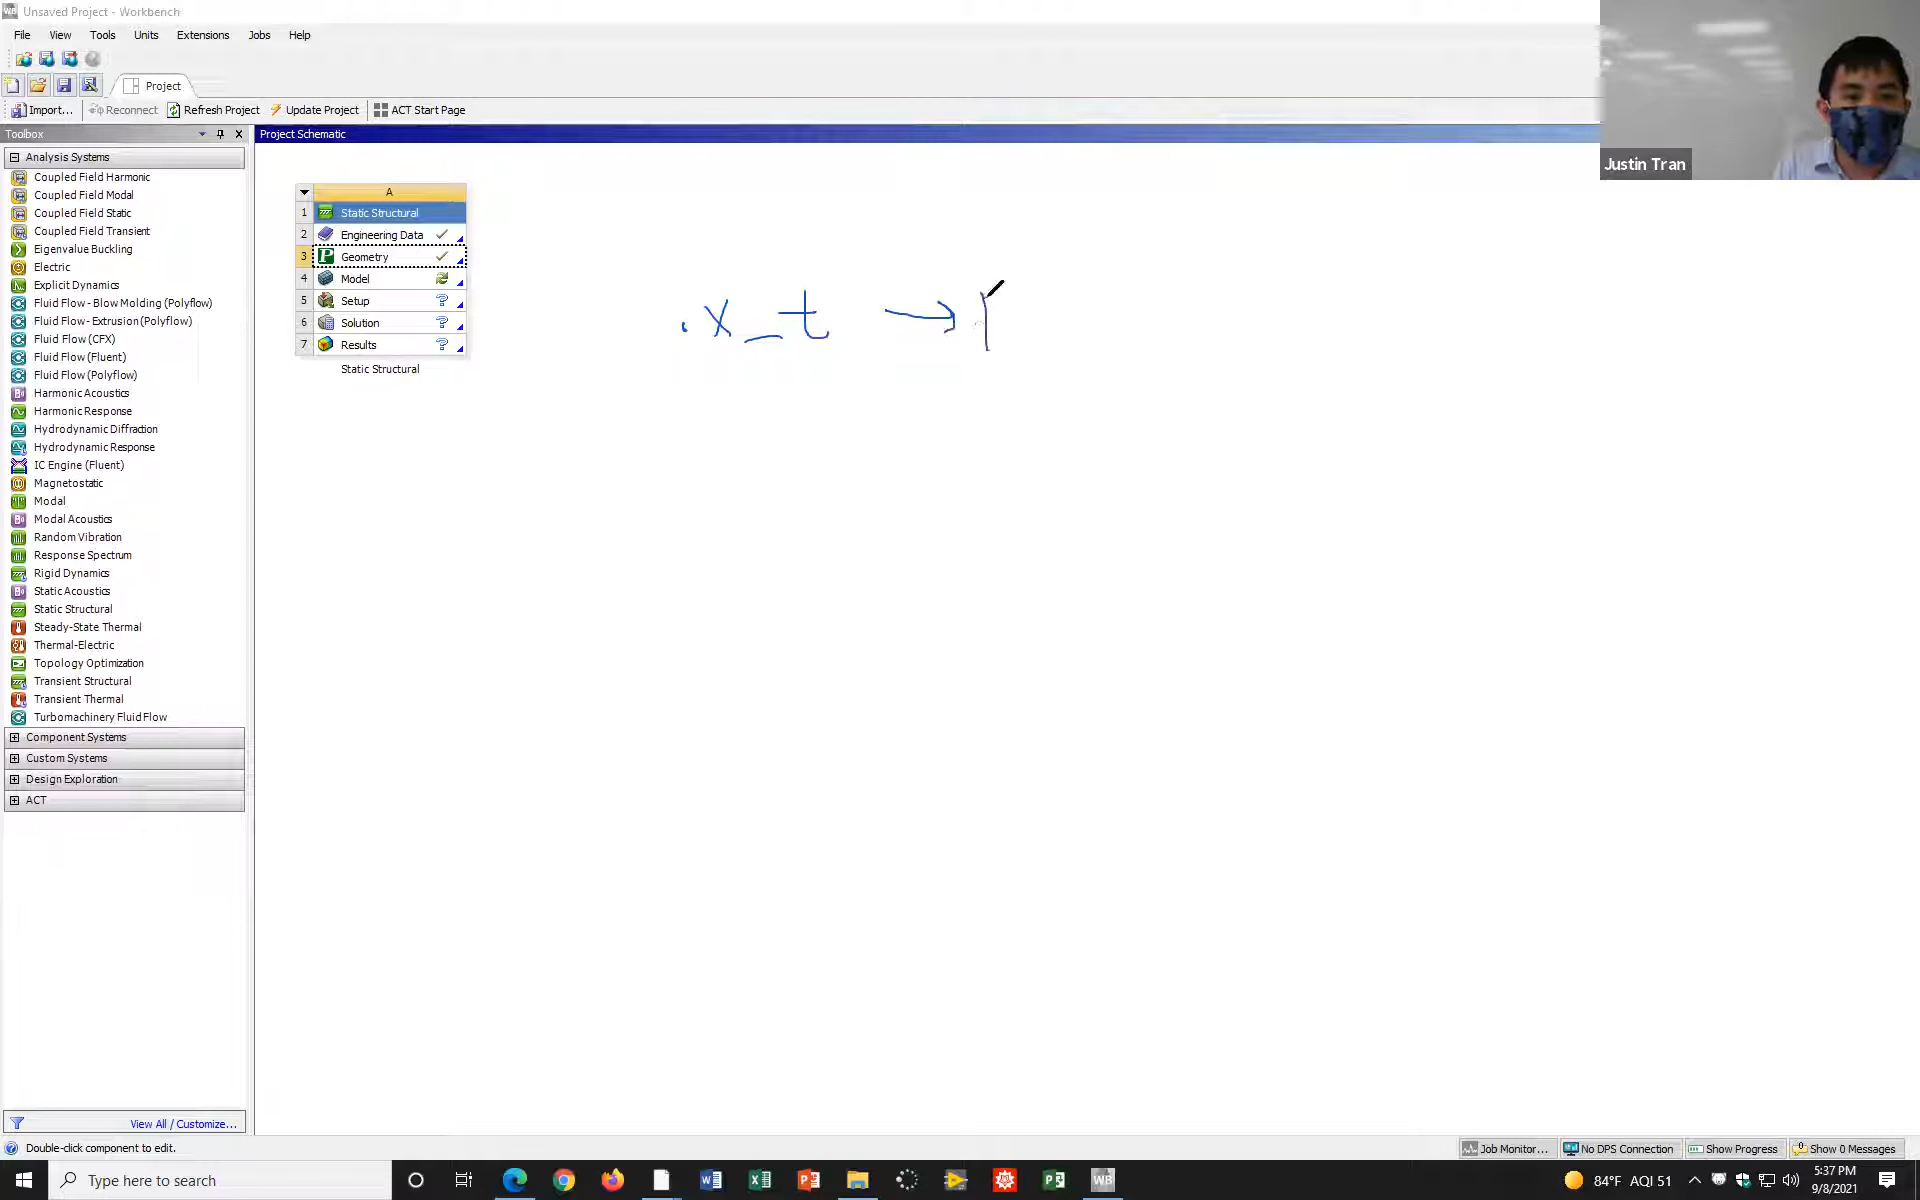 Unsaved Project - Workbench
File View Tools Units Extensions Jobs Help
Project
Import... Reconnect Refresh Project Update Project ACT Start Page
Toolbox
Project Schematic
Justin Tran
Analysis Systems
Coupled Field Harmonic
Coupled Field Modal
Coupled Field Static
Coupled Field Transient
Eigenvalue Buckling
Electric
Explicit Dynamics
Fluid Flow - Blow Molding (Polyflow)
Fluid Flow - Extrusion (Polyflow)
Fluid Flow (CFX)
Fluid Flow (Fluent)
Fluid Flow (Polyflow)
Harmonic Acoustics
Harmonic Response
Hydrodynamic Diffraction
Hydrodynamic Response
IC Engine (Fluent)
Magnetostatic
Modal
Modal Acoustics
Random Vibration
Response Spectrum
Rigid Dynamics
Static Acoustics
Static Structural
Steady-State Thermal
Thermal-Electric
Topology Optimization
Transient Structural
Transient Thermal
Turbomachinery Fluid Flow
Component Systems
Custom Systems
Design Exploration
ACT
View All / Customize...
A
1 Static Structural
2 Engineering Data
3 Geometry
4 Model
5 Setup ?
6 Solution ?
7 Results ?
Static Structural
.x_t →
Double-click component to edit.
Job Monitor... No DPS Connection Show Progress Show 0 Messages
Type here to search
84°F AQI 51
5:37 PM
9/8/2021